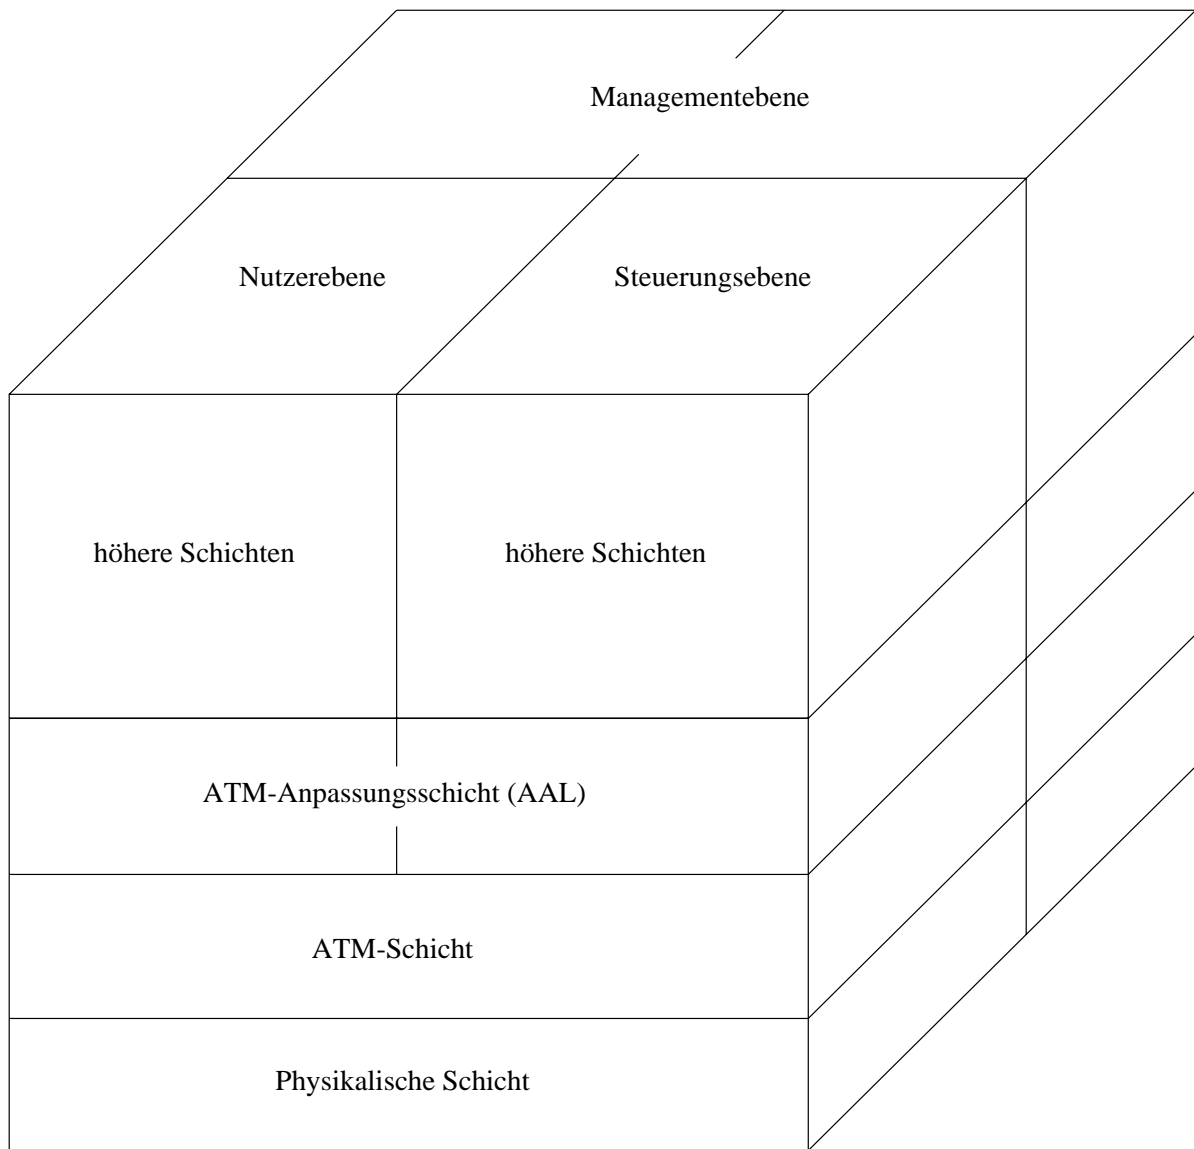 Managementebene
Nutzerebene
Steuerungsebene
höhere Schichten
höhere Schichten
ATM-Anpassungsschicht (AAL)
ATM-Schicht
Physikalische Schicht